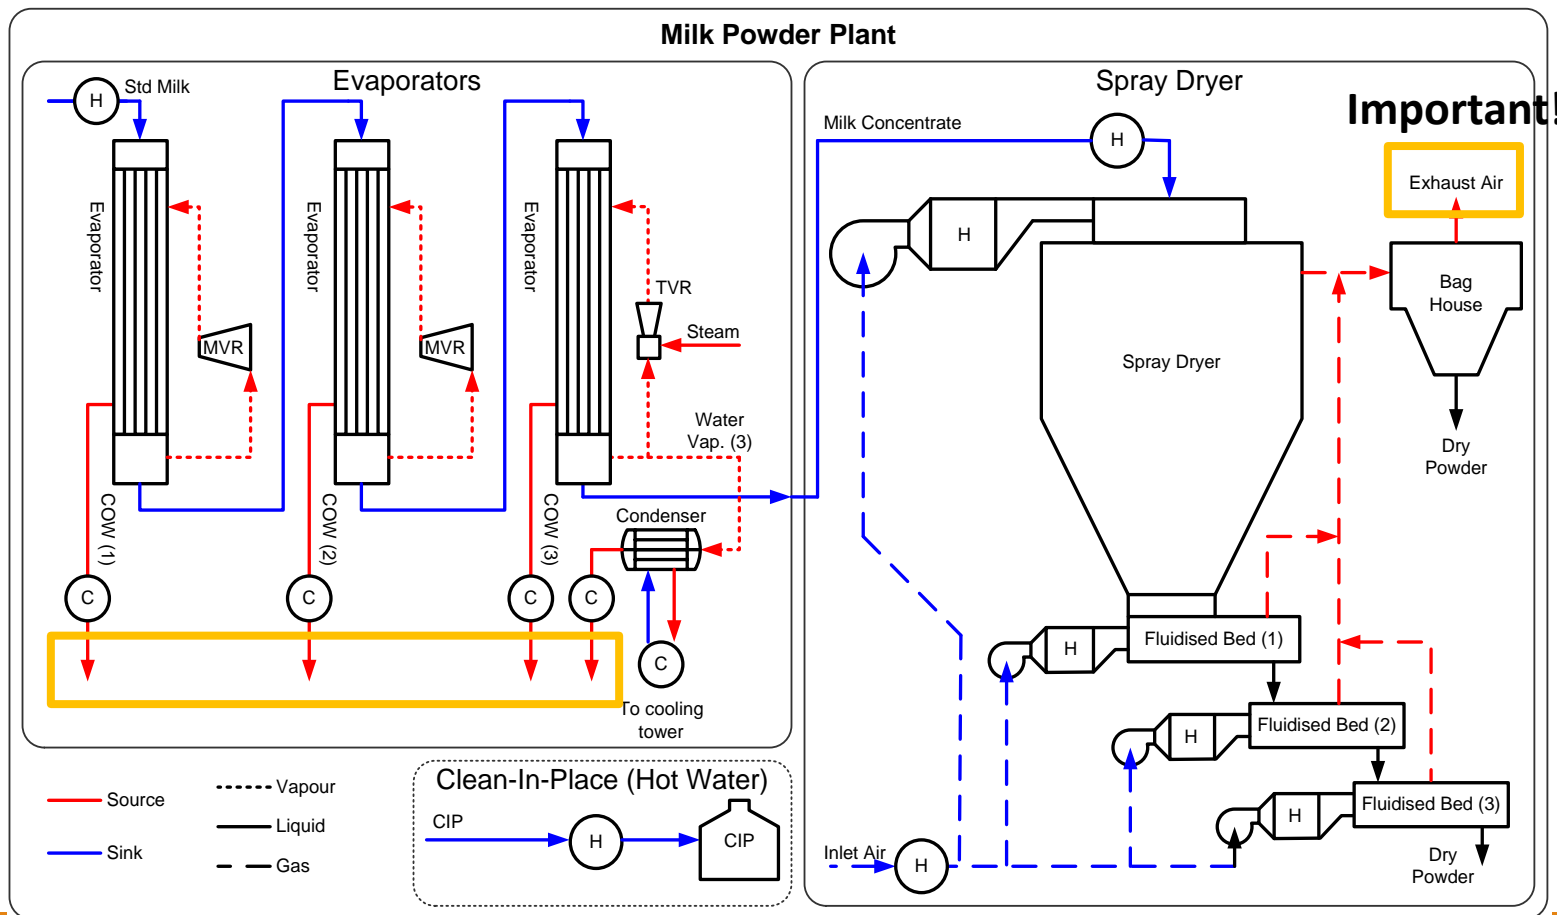 Milk Powder Plant
Evaporators
H
Std Milk
Evaporator
MVR
COW (1)
C
Evaporator
MVR
COW (2)
C
Evaporator
TVR
Steam
Water
Vap. (3)
COW (3)
C
C
Condenser
C
To cooling
tower
Spray Dryer
Important!
Milk Concentrate
H
H
Exhaust Air
Bag
House
Spray Dryer
Dry
Powder
H
Fluidised Bed (1)
H
Fluidised Bed (2)
H
Fluidised Bed (3)
Inlet Air
H
Dry
Powder
Source
Sink
Vapour
Liquid
Gas
Clean-In-Place (Hot Water)
CIP
H
CIP